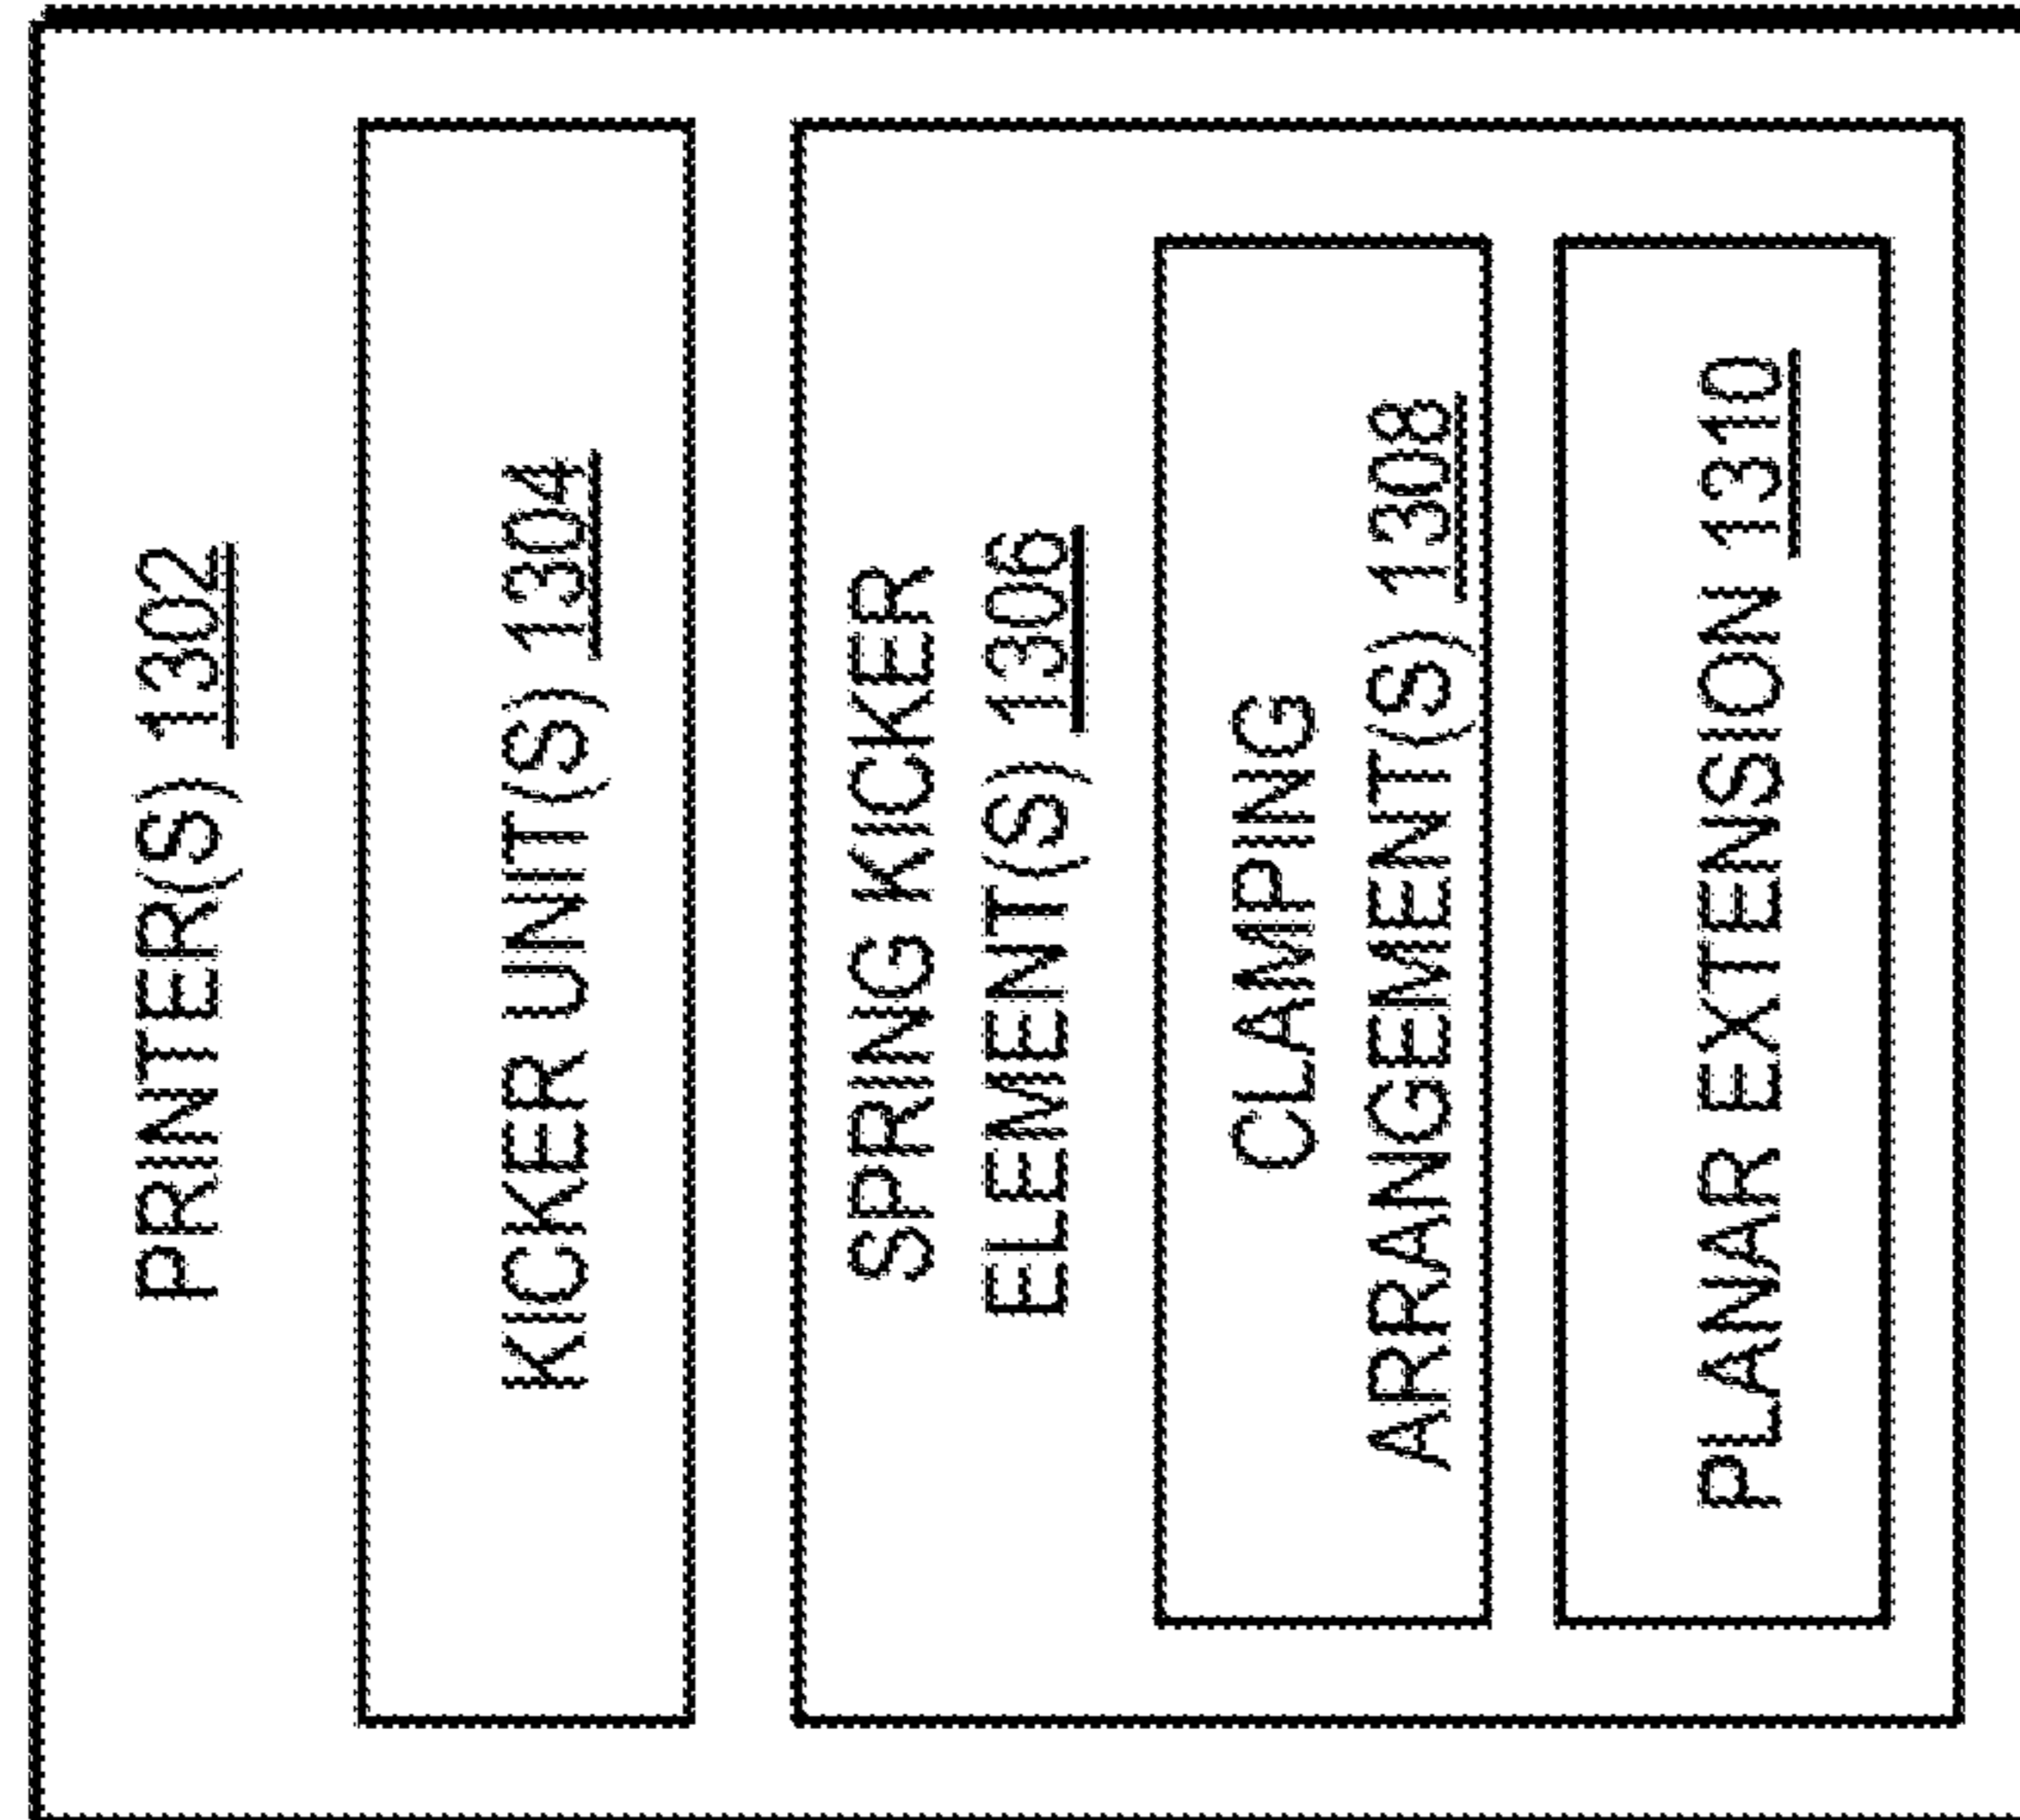 PRINTER(S) 1302
KICKER UNIT(S) 1304
SPRING KICKER
ELEMENT(S) 1306
CLAMPING
ARRANGEMENT(S) 1308
PLANAR EXTENSION 1310